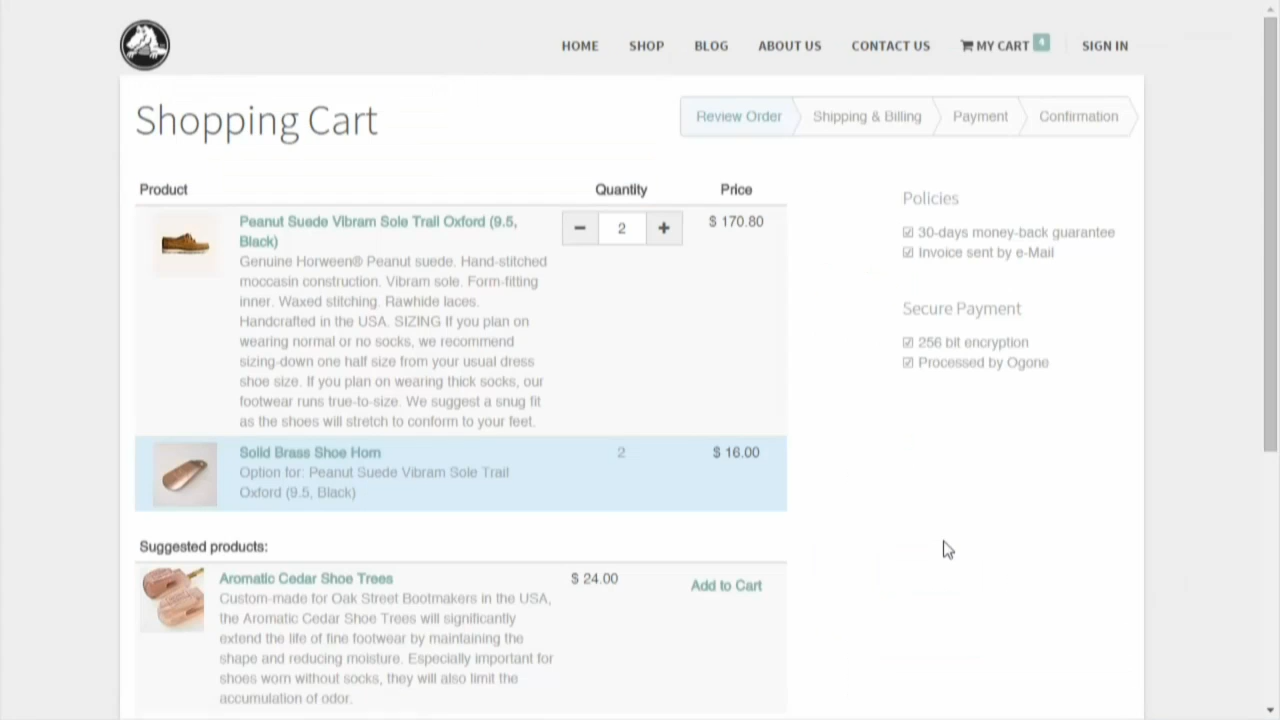 HOME SHOP BLOG ABOUT US CONTACT US MY CART 4 SIGN IN
Shopping Cart
Review Order Shipping & Billing Payment Confirmation
Product Quantity Price
Peanut Suede Vibram Sole Trail Oxford (9.5,
Black)
Genuine Horween® Peanut suede. Hand-stitched
moccasin construction. Vibram sole. Form-fitting
inner. Waxed stitching. Rawhide laces.
Handcrafted in the USA. SIZING If you plan on
wearing normal or no socks, we recommend
sizing-down one half size from your usual dress
shoe size. If you plan on wearing thick socks, our
footwear runs true-to-size. We suggest a snug fit
as the shoes will stretch to conform to your feet.
− 2 +
$ 170.80
Solid Brass Shoe Horn
Option for: Peanut Suede Vibram Sole Trail
Oxford (9.5, Black)
2
$ 16.00
Suggested products:
Aromatic Cedar Shoe Trees
Custom-made for Oak Street Bootmakers in the USA,
the Aromatic Cedar Shoe Trees will significantly
extend the life of fine footwear by maintaining the
shape and reducing moisture. Especially important for
shoes worn without socks, they will also limit the
accumulation of odor.
$ 24.00
Add to Cart
Policies
30-days money-back guarantee
Invoice sent by e-Mail
Secure Payment
256 bit encryption
Processed by Ogone